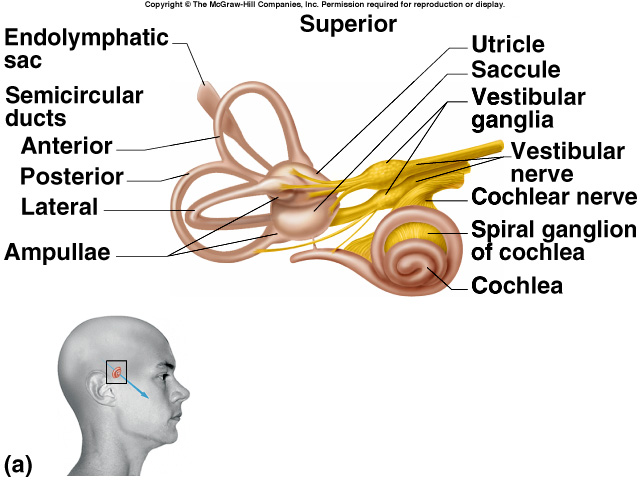 Copyright © The McGraw-Hill Companies, Inc. Permission required for reproduction or display.
Superior
Endolymphatic
sac
Semicircular
ducts
Anterior
Posterior
Lateral
Ampullae
Utricle
Saccule
Vestibular
ganglia
Vestibular
nerve
Cochlear nerve
Spiral ganglion
of cochlea
Cochlea
(a)